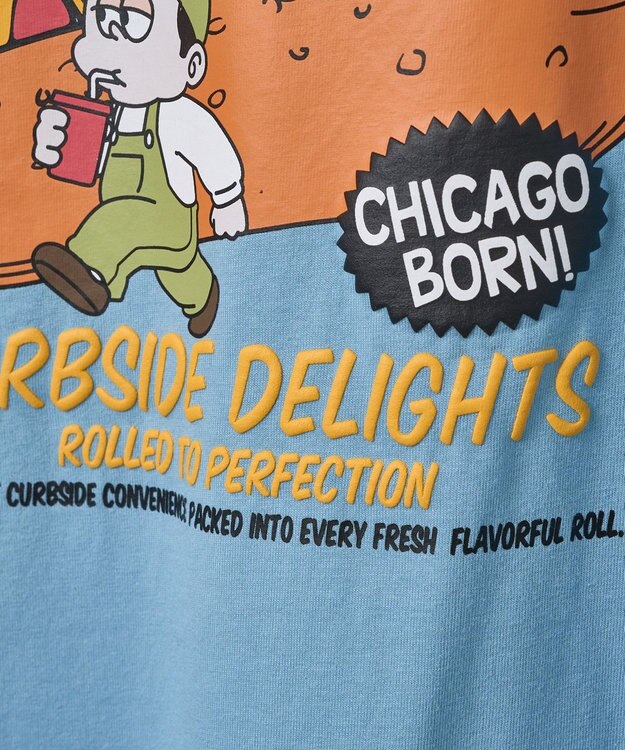 CHICAGO
BORN!
RBSIDE DELIGHTS
ROLLED TO PERFECTION
CURBSIDE CONVENIENCE PACKED INTO EVERY FRESH FLAVORFUL ROLL.